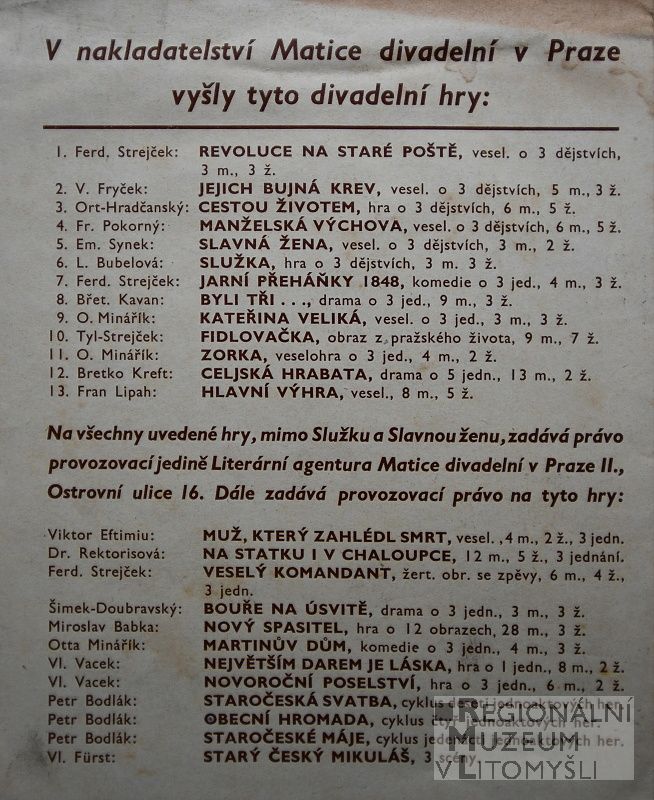 V nakladatelství Matice divadelní v Praze
vyšly tyto divadelní hry:
1. Ferd. Strejček: REVOLUCE NA STARÉ POŠTĚ, vesel. o 3 dějstvích,
3 m., 3 ž.
2. V. Fryček: JEJICH BUJNÁ KREV, vesel. o 3 dějstvích, 5 m., 3 ž.
3. Ort-Hradčanský: CESTOU ŽIVOTEM, hra o 3 dějstvích, 6 m., 5 ž.
4. Fr. Pokorný: MANŽELSKÁ VÝCHOVA, vesel. o 3 dějstvích, 6 m., 5 ž.
5. Em. Synek: SLAVNÁ ŽENA, vesel. o 3 dějstvích, 3 m., 2 ž.
6. L. Bubelová: SLUŽKA, hra o 3 dějstvích, 3 m. 3 ž.
7. Ferd. Strejček: JARNÍ PŘEHÁŇKY 1848, komedie o 3 jed., 4 m., 3 ž.
8. Břet. Kavan: BYLI TŘI . . ., drama o 3 jed., 9 m., 3 ž.
9. O. Minářík: KATEŘINA VELIKÁ, vesel. o 3 jed., 3 m., 3 ž.
10. Tyl-Strejček: FIDLOVAČKA, obraz z pražského života, 9 m., 7 ž.
11. O. Minářík: ZORKA, veselohra o 3 jed., 4 m., 2 ž.
12. Bretko Kreft: CELJSKÁ HRABATA, drama o 5 jedn., 13 m., 2 ž.
13. Fran Lipah: HLAVNÍ VÝHRA, vesel., 8 m., 5 ž.
Na všechny uvedené hry, mimo Služku a Slavnou ženu, zadává právo
provozovací jedině Literární agentura Matice divadelní v Praze II.,
Ostrovní ulice 16. Dále zadává provozovací právo na tyto hry:
Viktor Eftimiu: MUŽ, KTERÝ ZAHLÉDL SMRT, vesel., 4 m., 2 ž., 3 jedn.
Dr. Rektorisová: NA STATKU I V CHALOUPCE, 12 m., 5 ž., 3 jednání.
Ferd. Strejček: VESELÝ KOMANDANT, žert. obr. se zpěvy, 6 m., 4 ž.,
3 jedn.
Šimek-Doubravský: BOUŘE NA ÚSVITĚ, drama o 3 jedn., 3 m., 3 ž.
Miroslav Babka: NOVÝ SPASITEL, hra o 12 obrazech, 28 m., 3 ž.
Otta Minářík: MARTINŮV DŮM, komedie o 3 jedn., 4 m., 3 ž.
Vl. Vacek: NEJVĚTŠÍM DAREM JE LÁSKA, hra o 1 jedn., 8 m., 2 ž.
Vl. Vacek: NOVOROČNÍ POSELSTVÍ, hra o 3 jedn., 6 m., 2 ž.
Petr Bodlák: STAROČESKÁ SVATBA, cyklus jednoaktových her.
Petr Bodlák: OBECNÍ HROMADA, cyklus jednoaktových her.
Petr Bodlák: STAROČESKÉ MÁJE, cyklus jedenácti jednoaktových her.
Vl. Fürst: STARÝ ČESKÝ MIKULÁŠ, 3 scény.
REGIONÁLNÍ
MUZEUM
V LITOMYŠLI